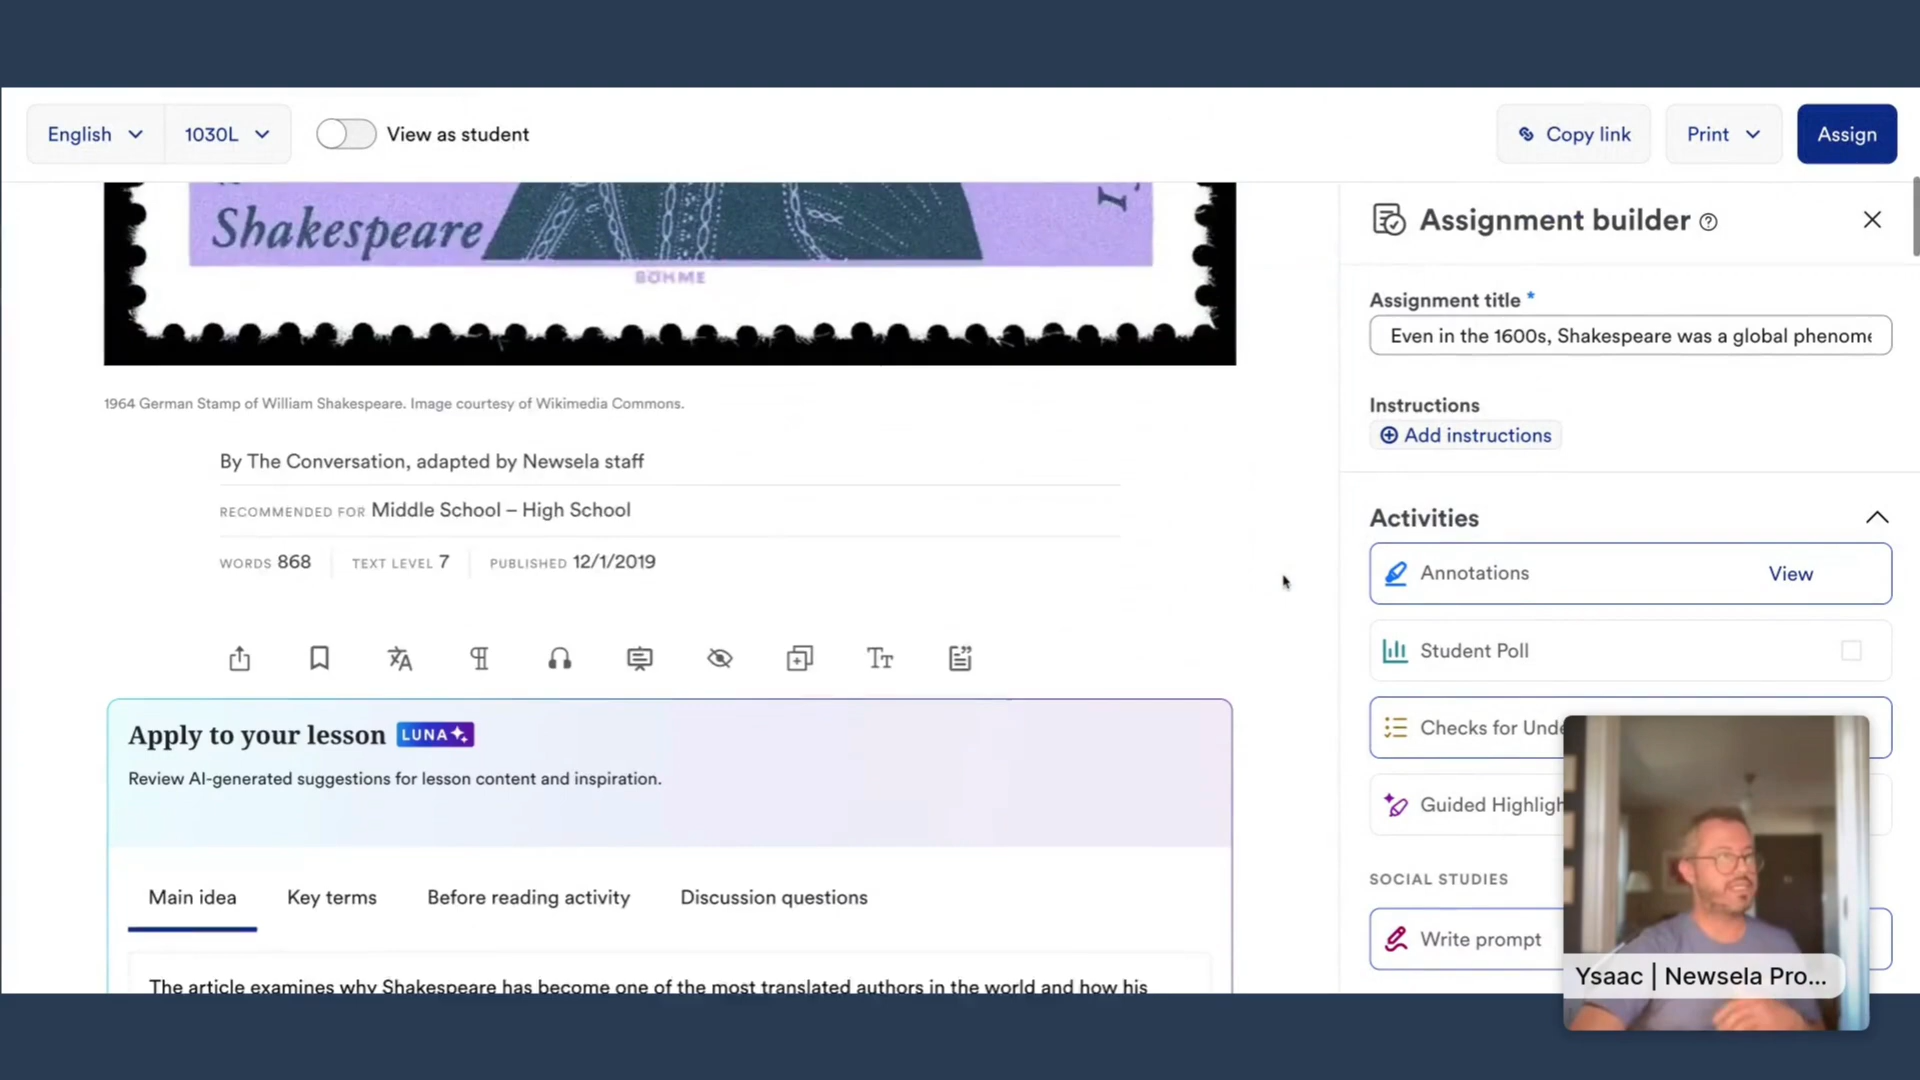 English
1030L
View as student
Copy link
Print
Assign
Shakespeare
BÖHME
1964 German Stamp of William Shakespeare. Image courtesy of Wikimedia Commons.
By The Conversation, adapted by Newsela staff
RECOMMENDED FOR Middle School – High School
WORDS 868 TEXT LEVEL 7 PUBLISHED 12/1/2019
Apply to your lesson LUNA
Review AI-generated suggestions for lesson content and inspiration.
Main idea Key terms Before reading activity Discussion questions
The article examines why Shakespeare has become one of the most translated authors in the world and how his
Assignment builder
Assignment title *
Even in the 1600s, Shakespeare was a global phenome
Instructions
Add instructions
Activities
Annotations View
Student Poll
Checks for Unde
Guided Highligh
SOCIAL STUDIES
Write prompt
Ysaac | Newsela Pro...